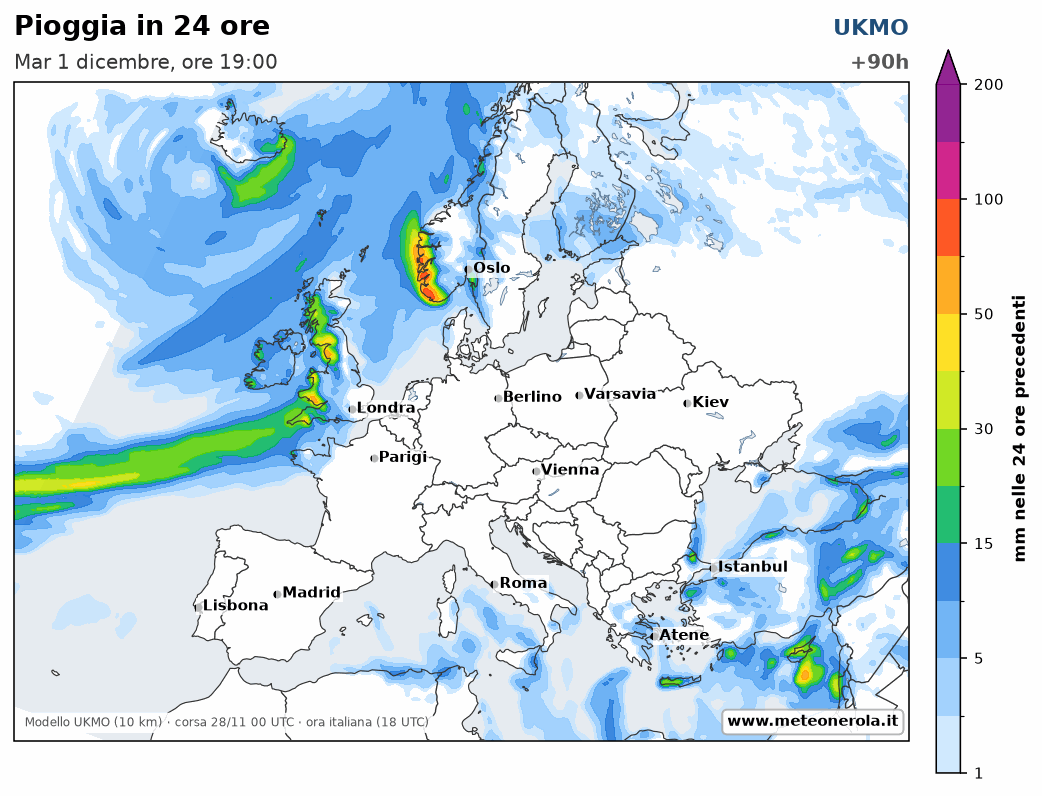 Pioggia in 24 ore
UKMO
Mar 1 dicembre, ore 19:00
+90h
200
100
50
30
15
5
1
mm nelle 24 ore precedenti
Oslo
Berlino
Varsavia
Kiev
Londra
Parigi
Vienna
Istanbul
Roma
Madrid
Lisbona
Atene
Modello UKMO (10 km) · corsa 28/11 00 UTC · ora italiana (18 UTC)
www.meteonerola.it